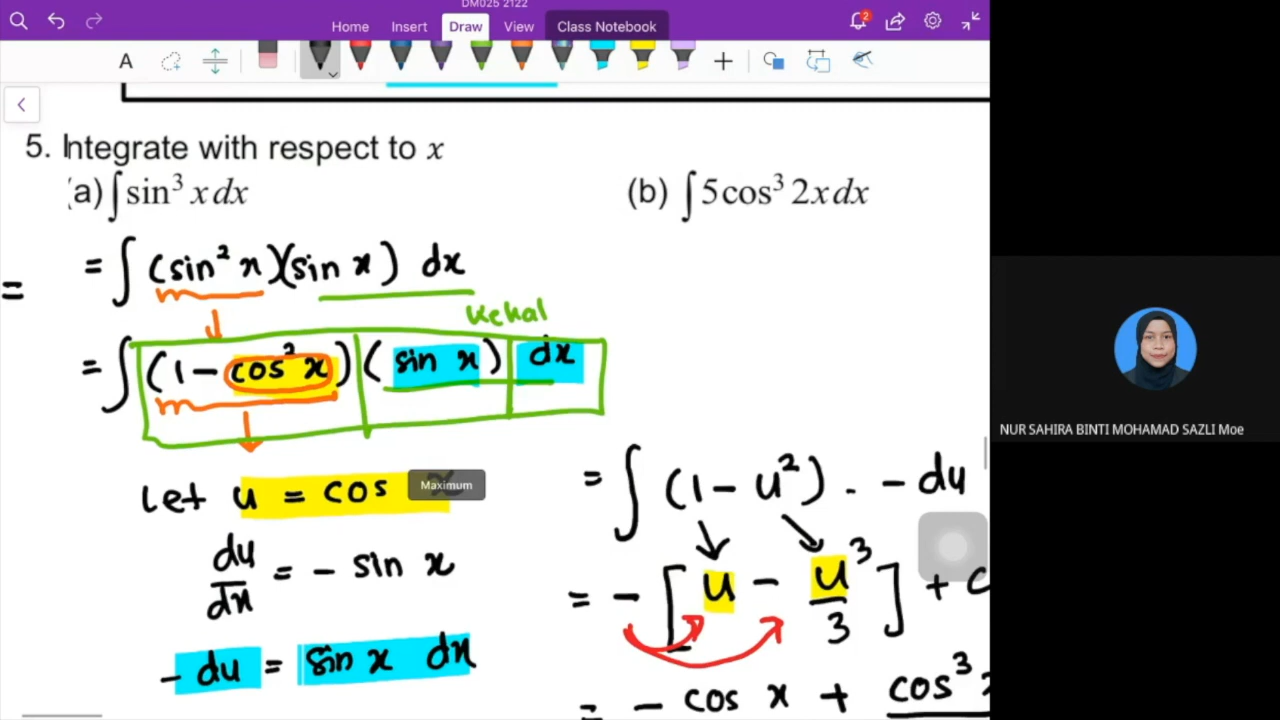 DM025 2122
Home Insert Draw View Class Notebook
2
A
5. Integrate with respect to x
(a) ∫ sin³ x dx
(b) ∫ 5cos³ 2x dx
= ∫ (sin² x)(sin x) dx
=
kekal
= ∫ (1 - cos² x) (sin x) dx
let u = cos x
Maximum
du/dx = - sin x
- du = sin x dx
= ∫ (1 - u²) . - du
= - [ u - u³/3 ] + c
= - cos x + cos³ x
NUR SAHIRA BINTI MOHAMAD SAZLI Moe